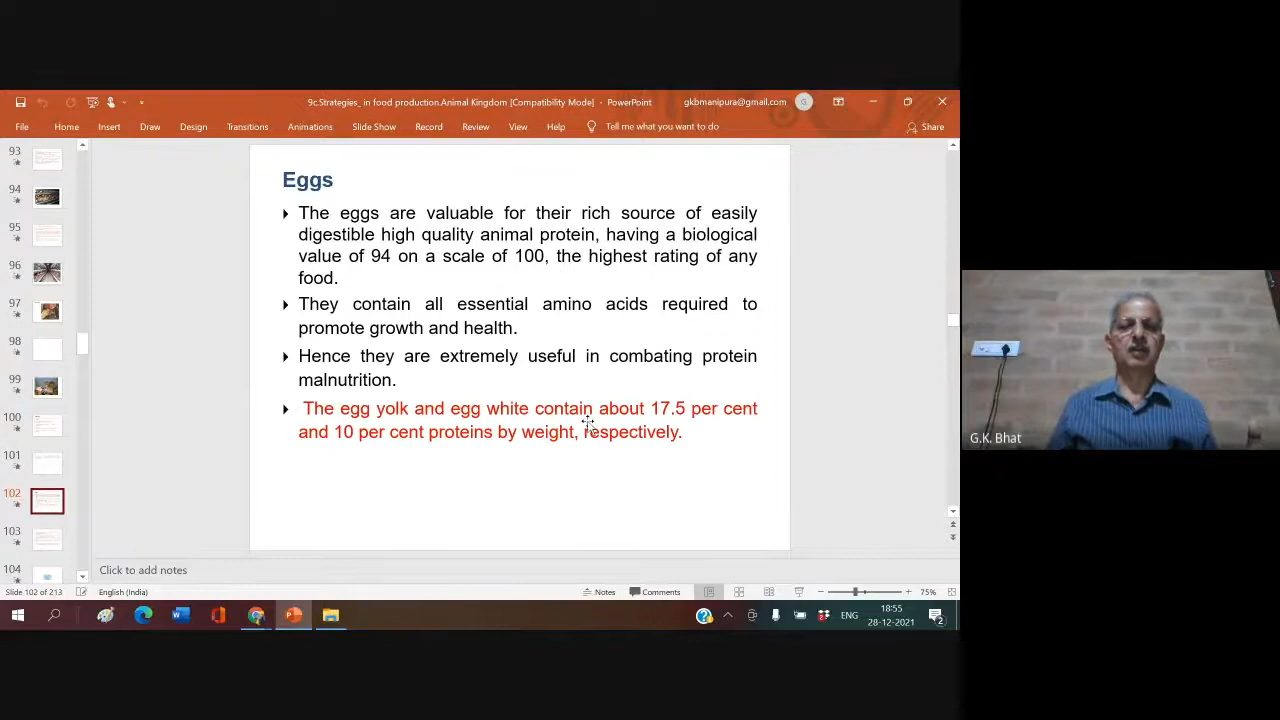 9c.Strategies_ in food production.Animal Kingdom [Compatibility Mode] - PowerPoint
gkbmanipura@gmail.com
G
File Home Insert Draw Design Transitions Animations Slide Show Record Review View Help Tell me what you want to do Share
93
94
95
96
97
98
99
100
101
102
103
104
Eggs
The eggs are valuable for their rich source of easily
digestible high quality animal protein, having a biological
value of 94 on a scale of 100, the highest rating of any
food.
They contain all essential amino acids required to
promote growth and health.
Hence they are extremely useful in combating protein
malnutrition.
The egg yolk and egg white contain about 17.5 per cent
and 10 per cent proteins by weight, respectively.
G.K. Bhat
Click to add notes
Slide 102 of 213 English (India) Notes Comments 75%
ENG
18:55
28-12-2021
2